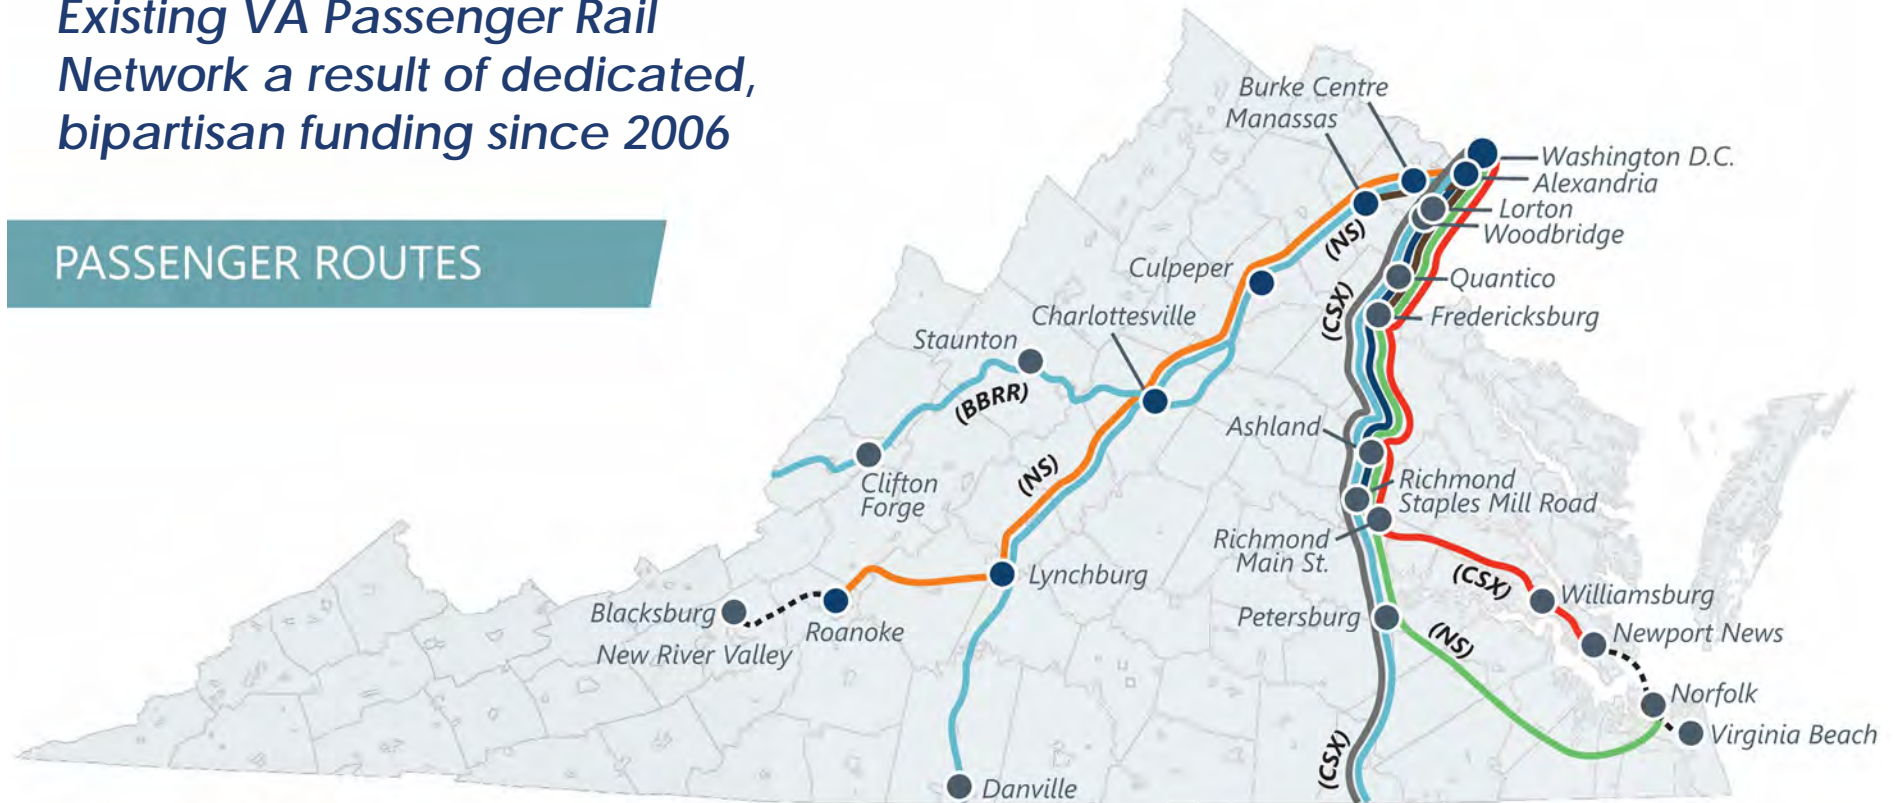 Existing VA Passenger Rail
Network a result of dedicated,
bipartisan funding since 2006
PASSENGER ROUTES
Burke Centre
Manassas
Washington D.C.
Alexandria
Lorton
Woodbridge
(NS)
Culpeper
Quantico
(CSX)
Charlottesville
Fredericksburg
Staunton
(BBRR)
Ashland
Clifton
Forge
(NS)
Richmond
Staples Mill Road
Richmond
Main St.
Lynchburg
(CSX)
Williamsburg
Blacksburg
Petersburg
Roanoke
(NS)
Newport News
New River Valley
Norfolk
Virginia Beach
(CSX)
Danville